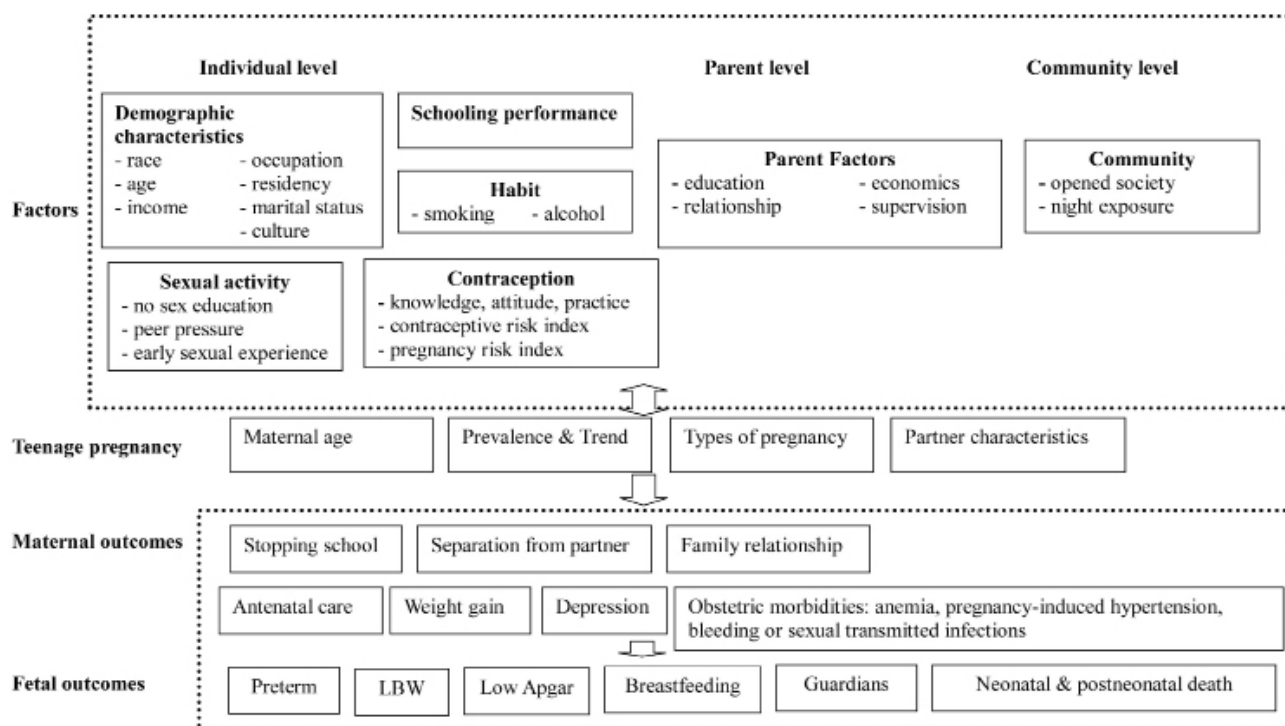 Individual level
Parent level
Community level
Factors
Demographic
characteristics
- race
- age
- income
- occupation
- residency
- marital status
- culture
Schooling performance
Habit
- smoking - alcohol
Parent Factors
- education
- relationship
- economics
- supervision
Community
- opened society
- night exposure
Sexual activity
- no sex education
- peer pressure
- early sexual experience
Contraception
- knowledge, attitude, practice
- contraceptive risk index
- pregnancy risk index
Teenage pregnancy
Maternal age
Prevalence & Trend
Types of pregnancy
Partner characteristics
Maternal outcomes
Stopping school
Separation from partner
Family relationship
Antenatal care
Weight gain
Depression
Obstetric morbidities: anemia, pregnancy-induced hypertension,
bleeding or sexual transmitted infections
Fetal outcomes
Preterm
LBW
Low Apgar
Breastfeeding
Guardians
Neonatal & postneonatal death